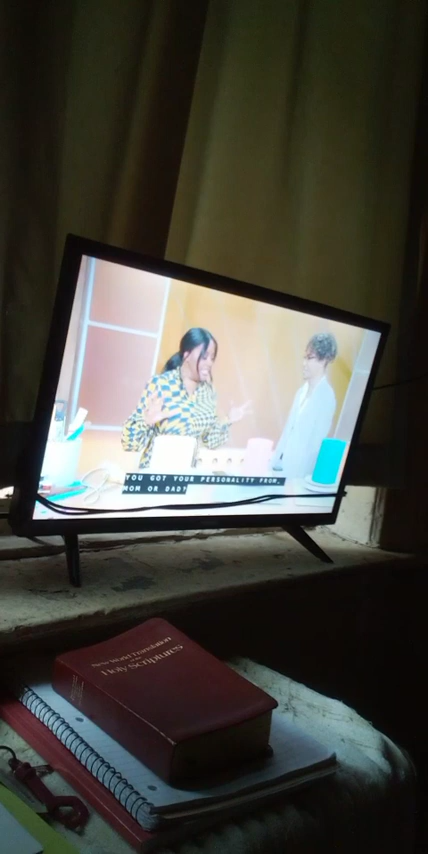 YOU GOT YOUR PERSONALITY FROM,
MOM OR DAD?
New World Translation
Holy Scriptures